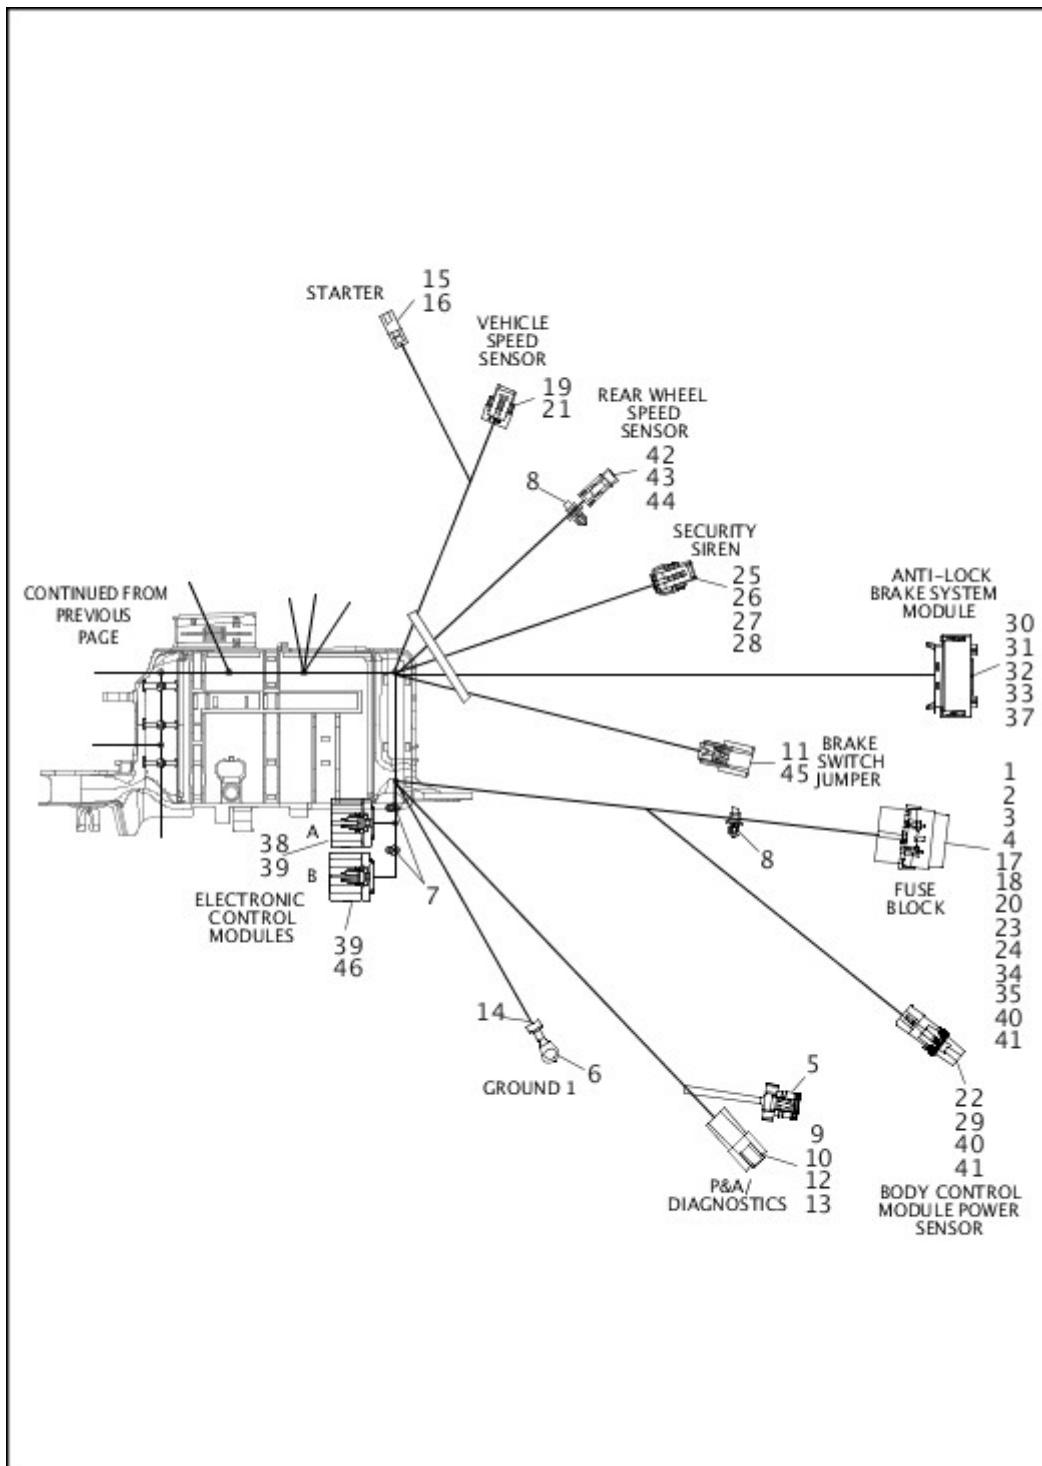 STARTER
15
16
VEHICLE
SPEED
SENSOR
19
21
REAR WHEEL
SPEED
SENSOR
42
43
44
8
SECURITY
SIREN
25
26
27
28
ANTI-LOCK
BRAKE SYSTEM
MODULE
30
31
32
33
37
CONTINUED FROM
PREVIOUS
PAGE
11
45
BRAKE
SWITCH
JUMPER
1
2
3
4
17
18
20
23
24
34
35
40
41
FUSE
BLOCK
8
A
38
39
B
7
ELECTRONIC
CONTROL
MODULES
39
46
14
6
GROUND 1
5
9
10
12
13
P&A/
DIAGNOSTICS
22
29
40
41
BODY CONTROL
MODULE POWER
SENSOR